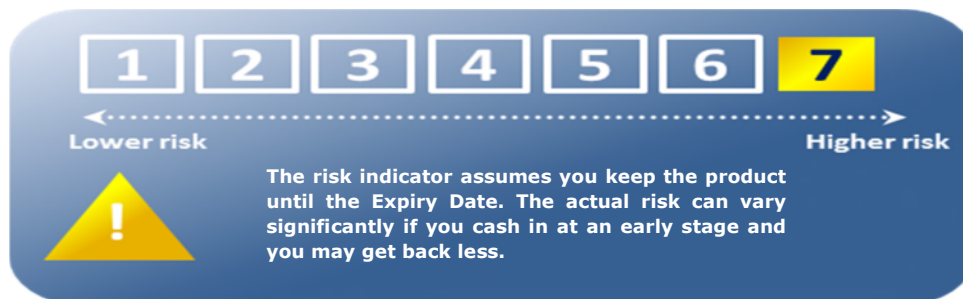 1 2 3 4 5 6 7
Lower risk Higher risk
!
The risk indicator assumes you keep the product
until the Expiry Date. The actual risk can vary
significantly if you cash in at an early stage and
you may get back less.